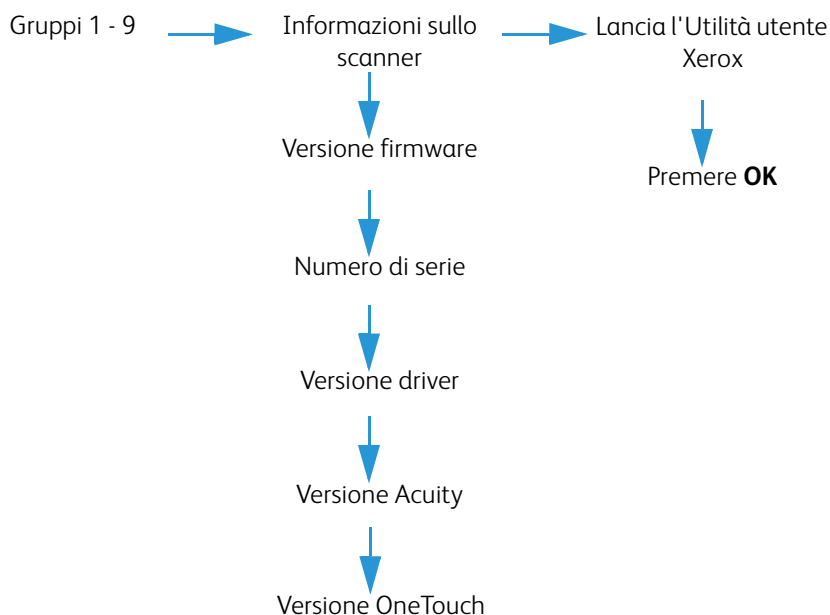 Gruppi 1 - 9
Informazioni sullo
scanner
Lancia l'Utilità utente
Xerox
Versione firmware
Premere OK
Numero di serie
Versione driver
Versione Acuity
Versione OneTouch